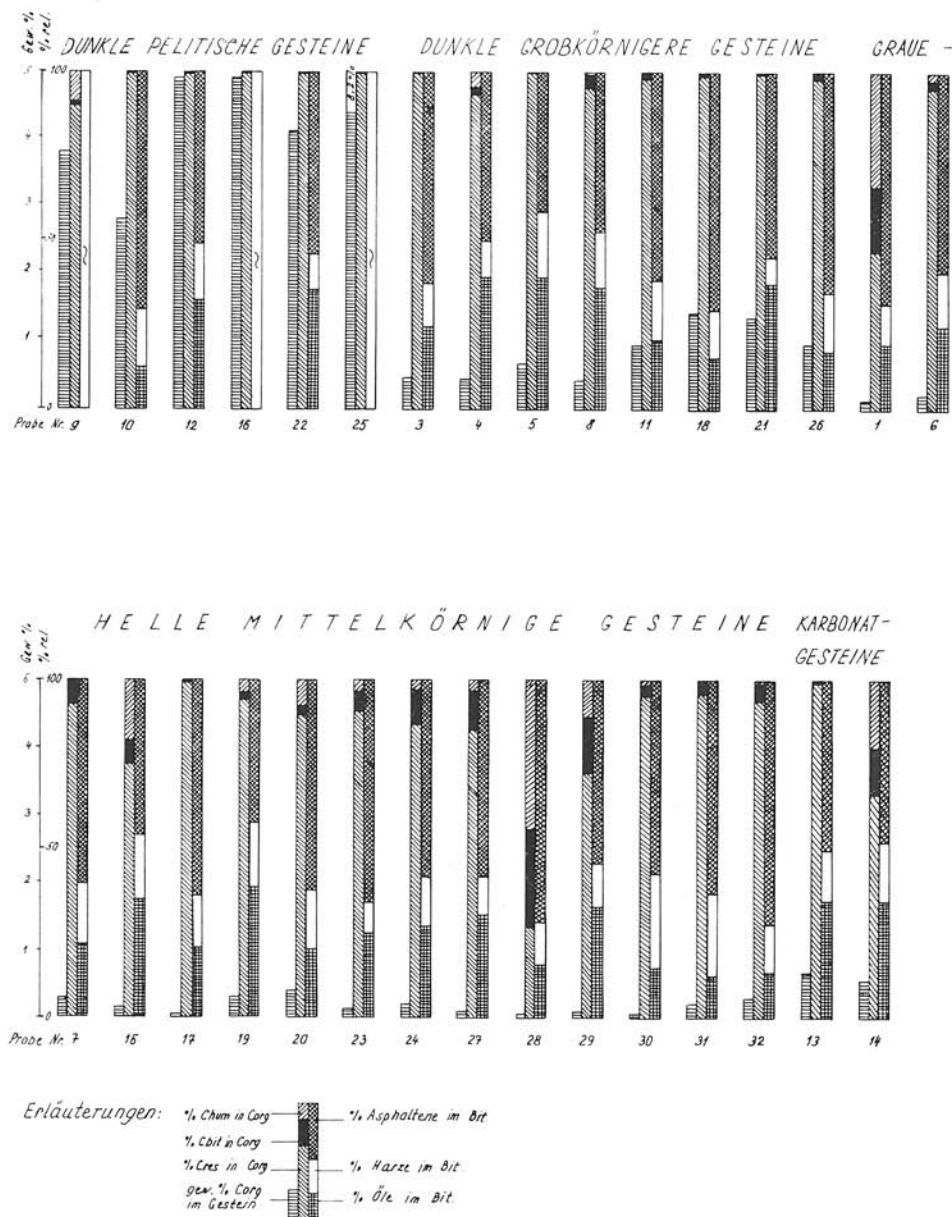 Gew. %
% rel.
DUNKLE PELITISCHE GESTEINE DUNKLE GROBKÖRNIGERE GESTEINE GRAUE -
5 100
4
3
50
2
1
0
Probe Nr. 9 10 12 16 22 25 3 4 5 8 11 18 21 26 1 6
HELLE MITTELKÖRNIGE GESTEINE KARBONAT-
GESTEINE
Gew. %
% rel.
6 100
4
3
50
2
1
0
Probe Nr. 7 16 17 19 20 23 24 27 28 29 30 31 32 13 14
Erläuterungen:
% Chum in Corg % Asphaltene im Bit.
% Cbit in Corg
% Cres in Corg % Harze im Bit.
gew. % Corg
im Gestein % Öle im Bit.